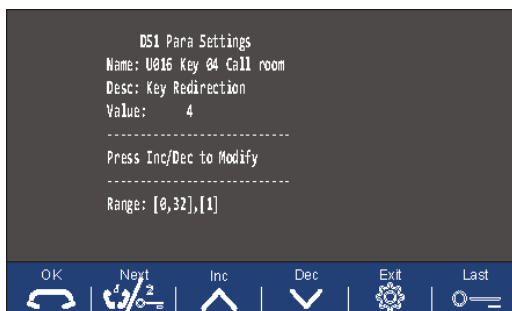 DS1 Para Settings
Name: U016 Key 04 Call room
Desc: Key Redirection
Value: 4
----------------------------
Press Inc/Dec to Modify
----------------------------
Range: [0,32],[1]
OK Next Inc Dec Exit Last
2